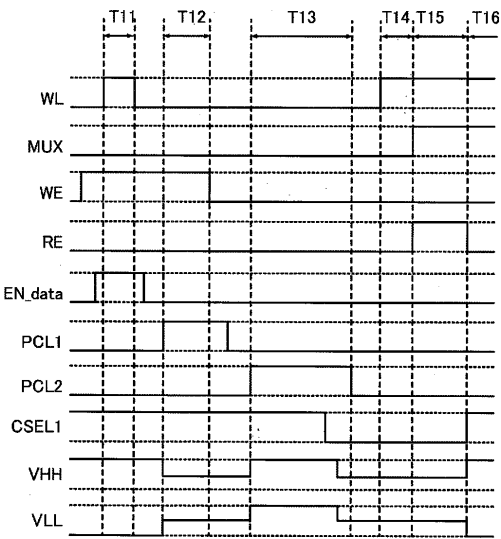 T11 T12 T13 T14 T15 T16
WL
MUX
WE
RE
EN_data
PCL1
PCL2
CSEL1
VHH
VLL